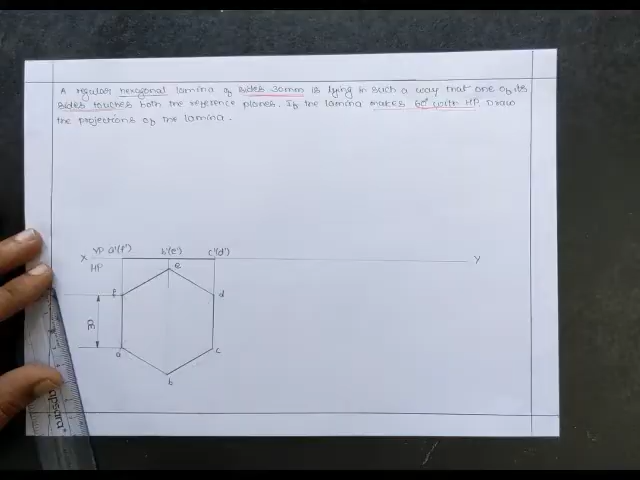 A regular hexagonal lamina of sides 30mm is lying in such a way that one of its
sides touches both the reference planes. If the lamina makes 60° with HP. Draw
the projections of the lamina.
X VP a'(f') b'(e') c'(d') Y
HP
e
f d
30
a c
b
apsara